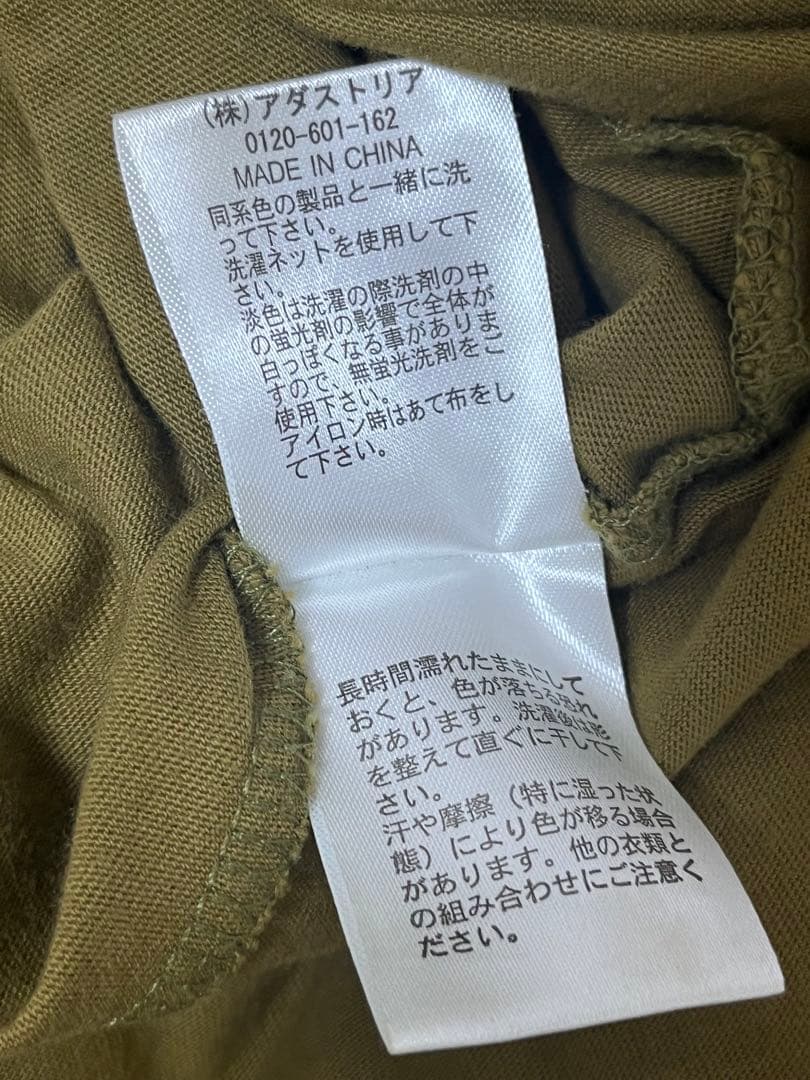 (株)アダストリア
0120-601-162
MADE IN CHINA
同系色の製品と一緒に洗
って下さい。
洗濯ネットを使用して下
さい。
淡色は洗濯の際洗剤の中
の蛍光剤の影響で全体が
白っぽくなる事がありま
すので、無蛍光洗剤をご
使用下さい。
アイロン時はあて布をし
て下さい。
長時間濡れたままにして
おくと、色が落ちる恐れ
があります。洗濯後は形
を整えて直ぐに干して下
さい。
汗や摩擦（特に湿った状
態）により色が移る場合
があります。他の衣類と
の組み合わせにご注意く
ださい。